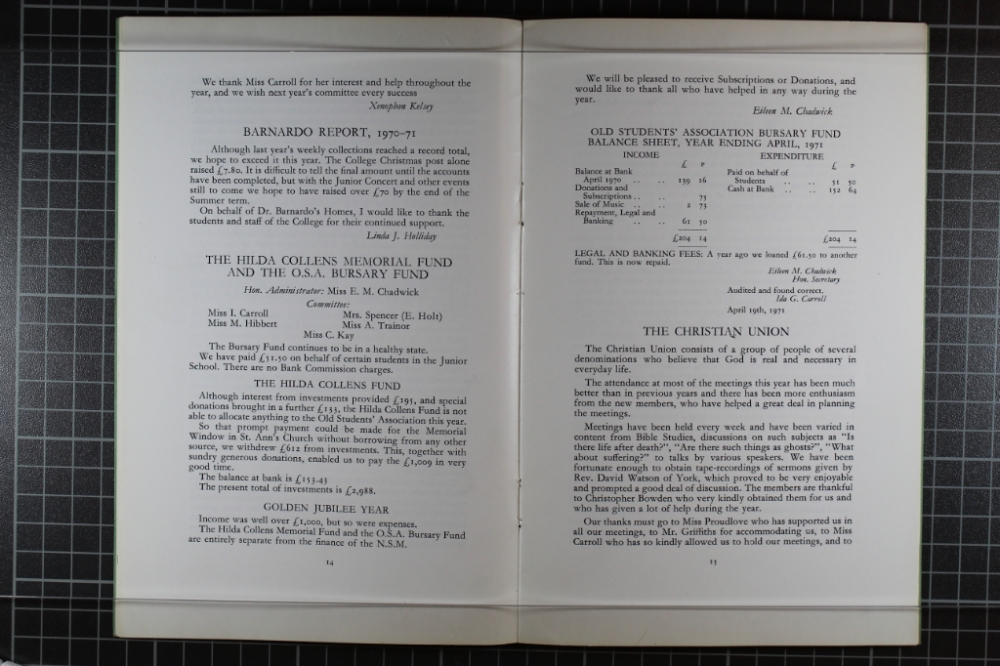 We thank Miss Carroll for her interest and help throughout the
year, and we wish next year's committee every success
Xenophon Kelsey
BARNARDO REPORT, 1970-71
Although last year's weekly collections reached a record total,
we hope to exceed it this year. The College Christmas post alone
raised £7.80. It is difficult to tell the final amount until the accounts
have been completed, but with the Junior Concert and other events
still to come we hope to have raised over £70 by the end of the
Summer term.
On behalf of Dr. Barnardo's Homes, I would like to thank the
students and staff of the College for their continued support.
Linda J. Holliday
THE HILDA COLLENS MEMORIAL FUND
AND THE O.S.A. BURSARY FUND
Hon. Administrator: Miss E. M. Chadwick
Committee:
Miss I. Carroll Mrs. Spencer (E. Holt)
Miss M. Hibbert Miss A. Trainor
Miss C. Kay
The Bursary Fund continues to be in a healthy state.
We have paid £51.50 on behalf of certain students in the Junior
School. There are no Bank Commission charges.
THE HILDA COLLENS FUND
Although interest from investments provided £195, and special
donations brought in a further £133, the Hilda Collens Fund is not
able to allocate anything to the Old Students' Association this year.
So that prompt payment could be made for the Memorial
Window in St. Ann's Church without borrowing from any other
source, we withdrew £612 from investments. This, together with
sundry generous donations, enabled us to pay the £1,009 in very
good time.
The balance at bank is £153.43
The present total of investments is £2,988.
GOLDEN JUBILEE YEAR
Income was well over £1,000, but so were expenses.
The Hilda Collens Memorial Fund and the O.S.A. Bursary Fund
are entirely separate from the finance of the N.S.M.
14
We will be pleased to receive Subscriptions or Donations, and
would like to thank all who have helped in any way during the
year.
Eileen M. Chadwick
OLD STUDENTS' ASSOCIATION BURSARY FUND
BALANCE SHEET, YEAR ENDING APRIL, 1971
INCOME EXPENDITURE
£ P £ P
Balance at Bank Paid on behalf of
April 1970 .. .. 139 16 Students .. .. 51 50
Donations and Cash at Bank .. .. 152 64
Subscriptions .. .. 75
Sale of Music .. .. 2 73
Repayment, Legal and
Banking .. .. 61 50
£204 14 £204 14
LEGAL AND BANKING FEES: A year ago we loaned £61.50 to another
fund. This is now repaid.
Eileen M. Chadwick
Hon. Secretary
Audited and found correct.
Ida G. Carroll
April 19th, 1971
THE CHRISTIAN UNION
The Christian Union consists of a group of people of several
denominations who believe that God is real and necessary in
everyday life.
The attendance at most of the meetings this year has been much
better than in previous years and there has been more enthusiasm
from the new members, who have helped a great deal in planning
the meetings.
Meetings have been held every week and have been varied in
content from Bible Studies, discussions on such subjects as "Is
there life after death?", "Are there such things as ghosts?", "What
about suffering?" to talks by various speakers. We have been
fortunate enough to obtain tape-recordings of sermons given by
Rev. David Watson of York, which proved to be very enjoyable
and prompted a good deal of discussion. The members are thankful
to Christopher Bowden who very kindly obtained them for us and
who has given a lot of help during the year.
Our thanks must go to Miss Proudlove who has supported us in
all our meetings, to Mr. Griffiths for accommodating us, to Miss
Carroll who has so kindly allowed us to hold our meetings, and to
15